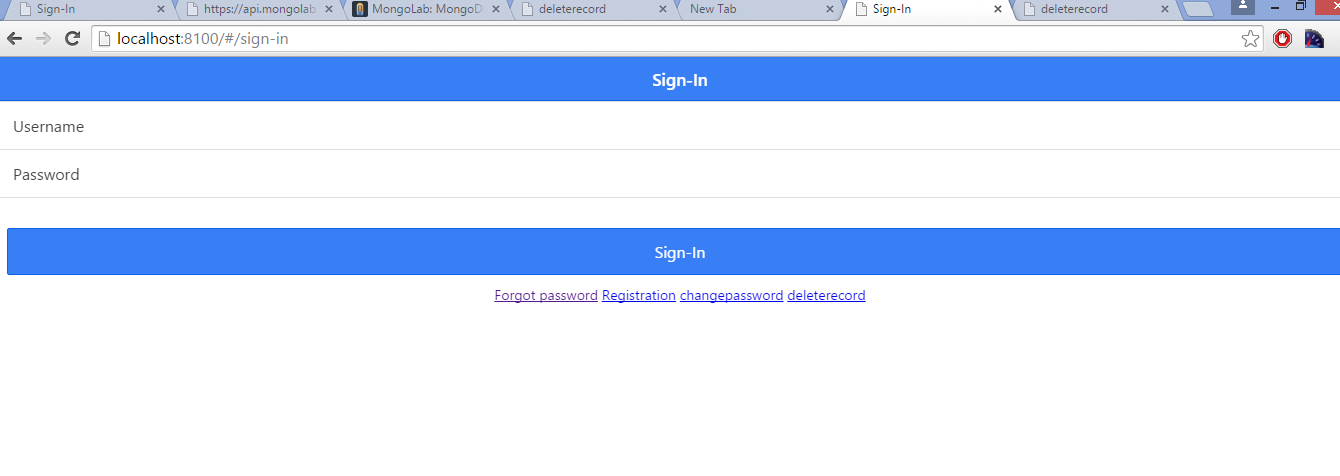 Sign-In https://api.mongolab MongoLab: MongoD deleterecord New Tab Sign-In deleterecord
localhost:8100/#/sign-in
Sign-In
Username
Password
Sign-In
Forgot password Registration changepassword deleterecord